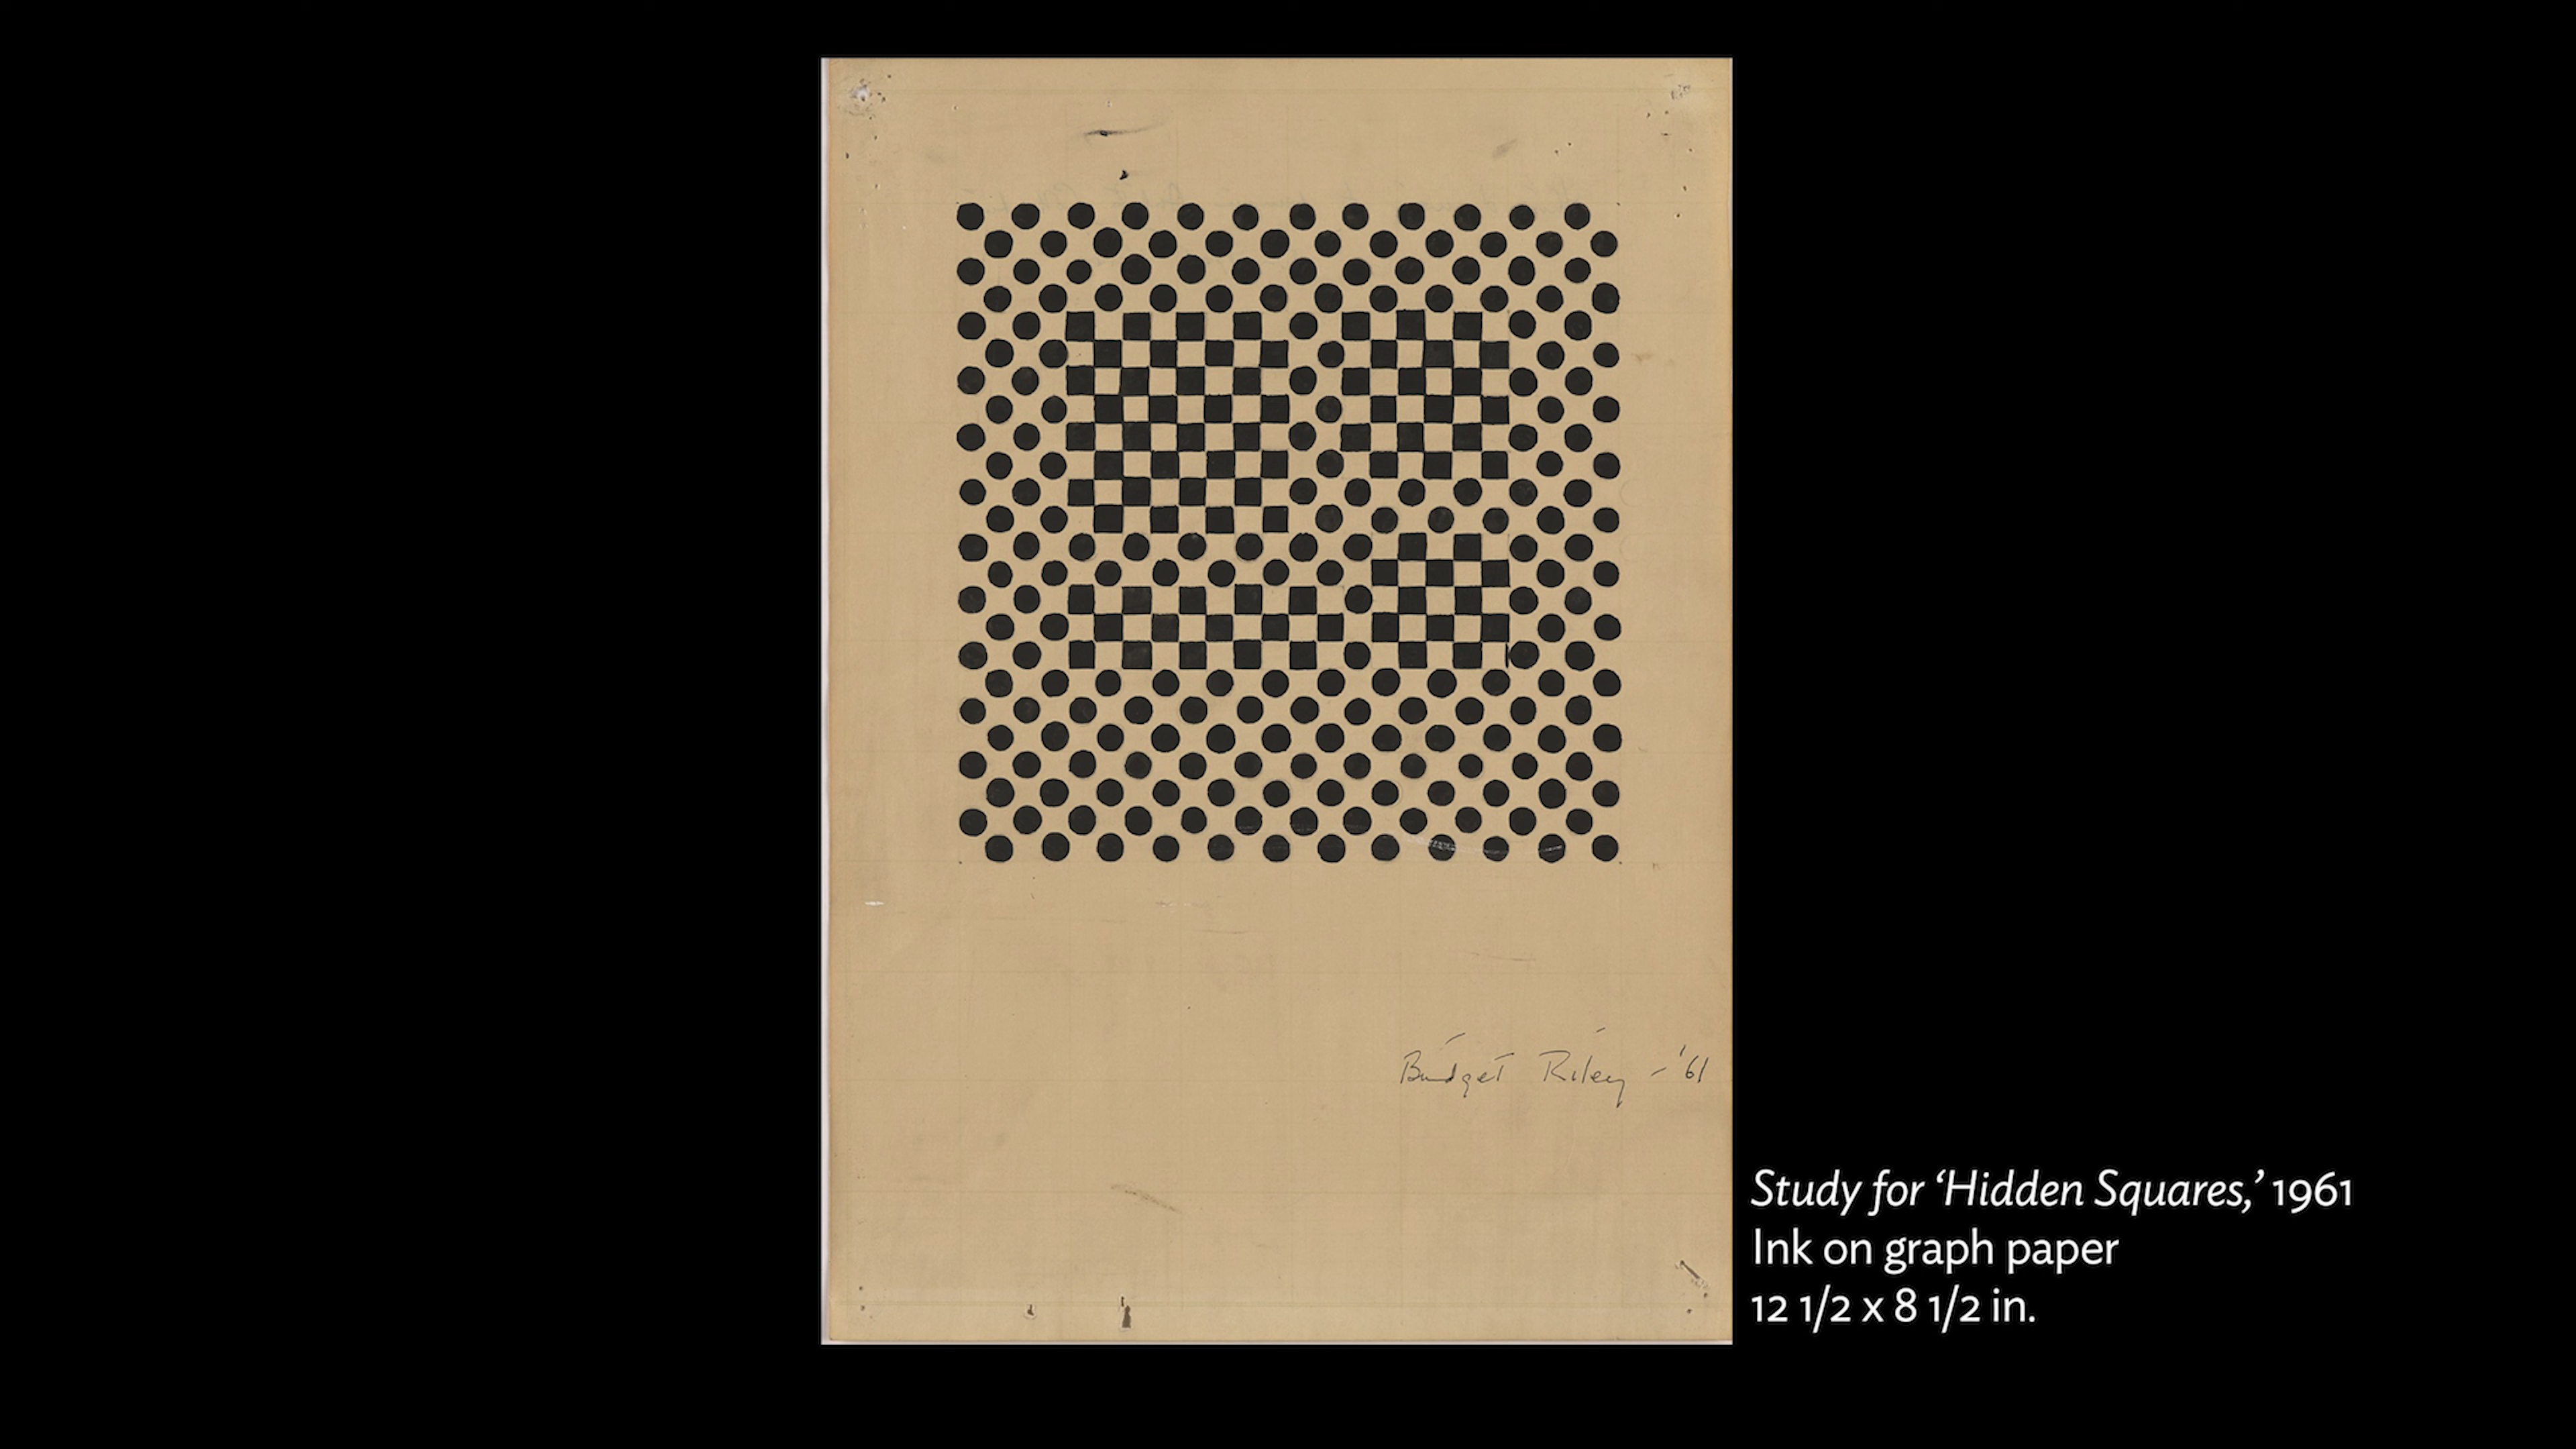 Bridget Riley - '61
Study for ‘Hidden Squares,’ 1961
Ink on graph paper
12 1/2 x 8 1/2 in.